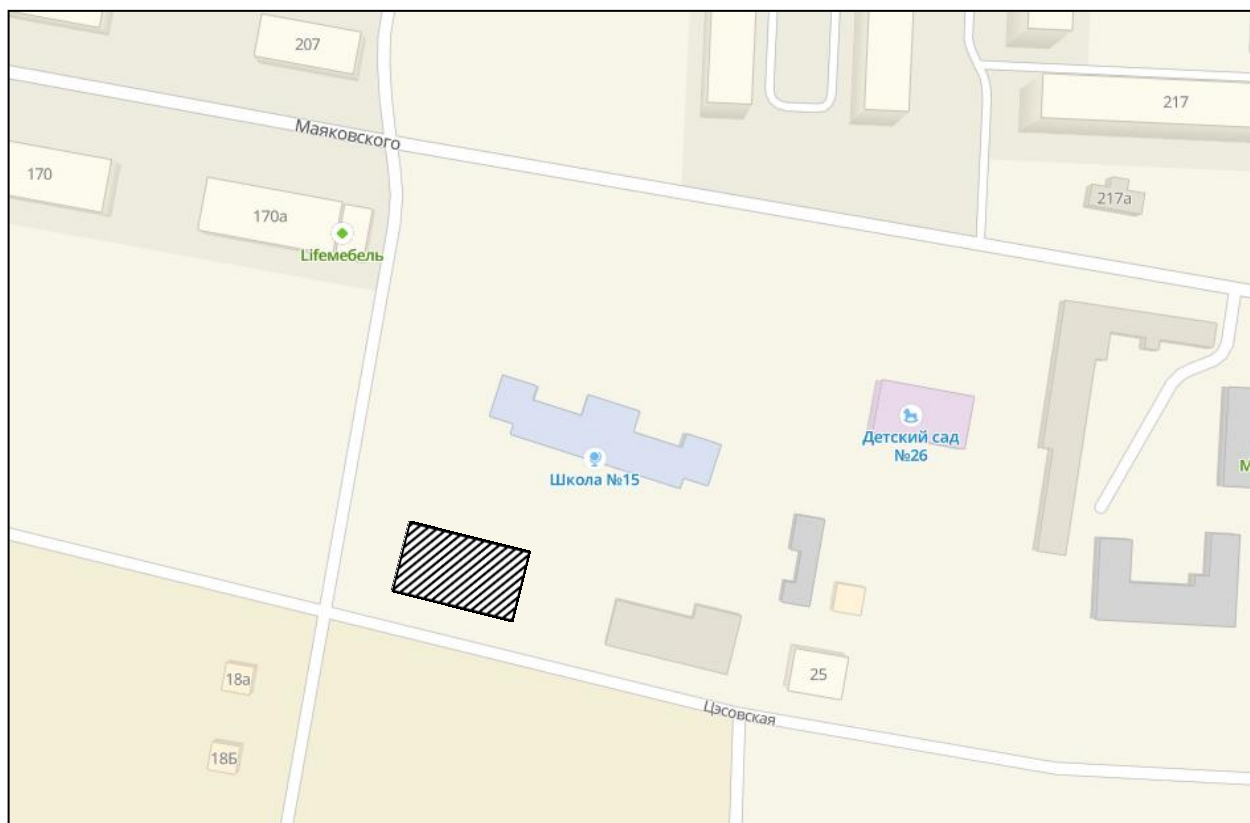 207
217
Маяковского
170
217а
170а
Lifeмебель
Детский сад
№26
М
Школа №15
25
18а
Цэсовская
18Б